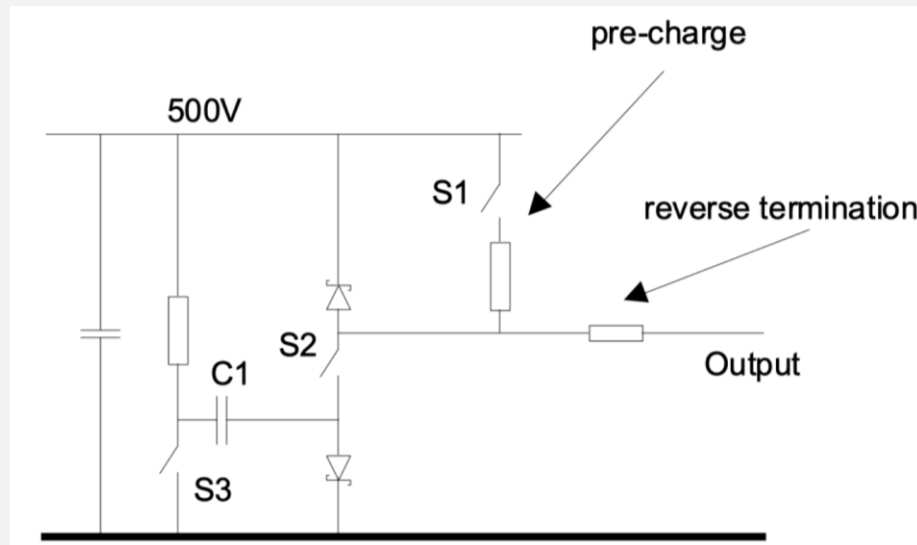 pre-charge
500V
S1
reverse termination
S2
Output
C1
S3